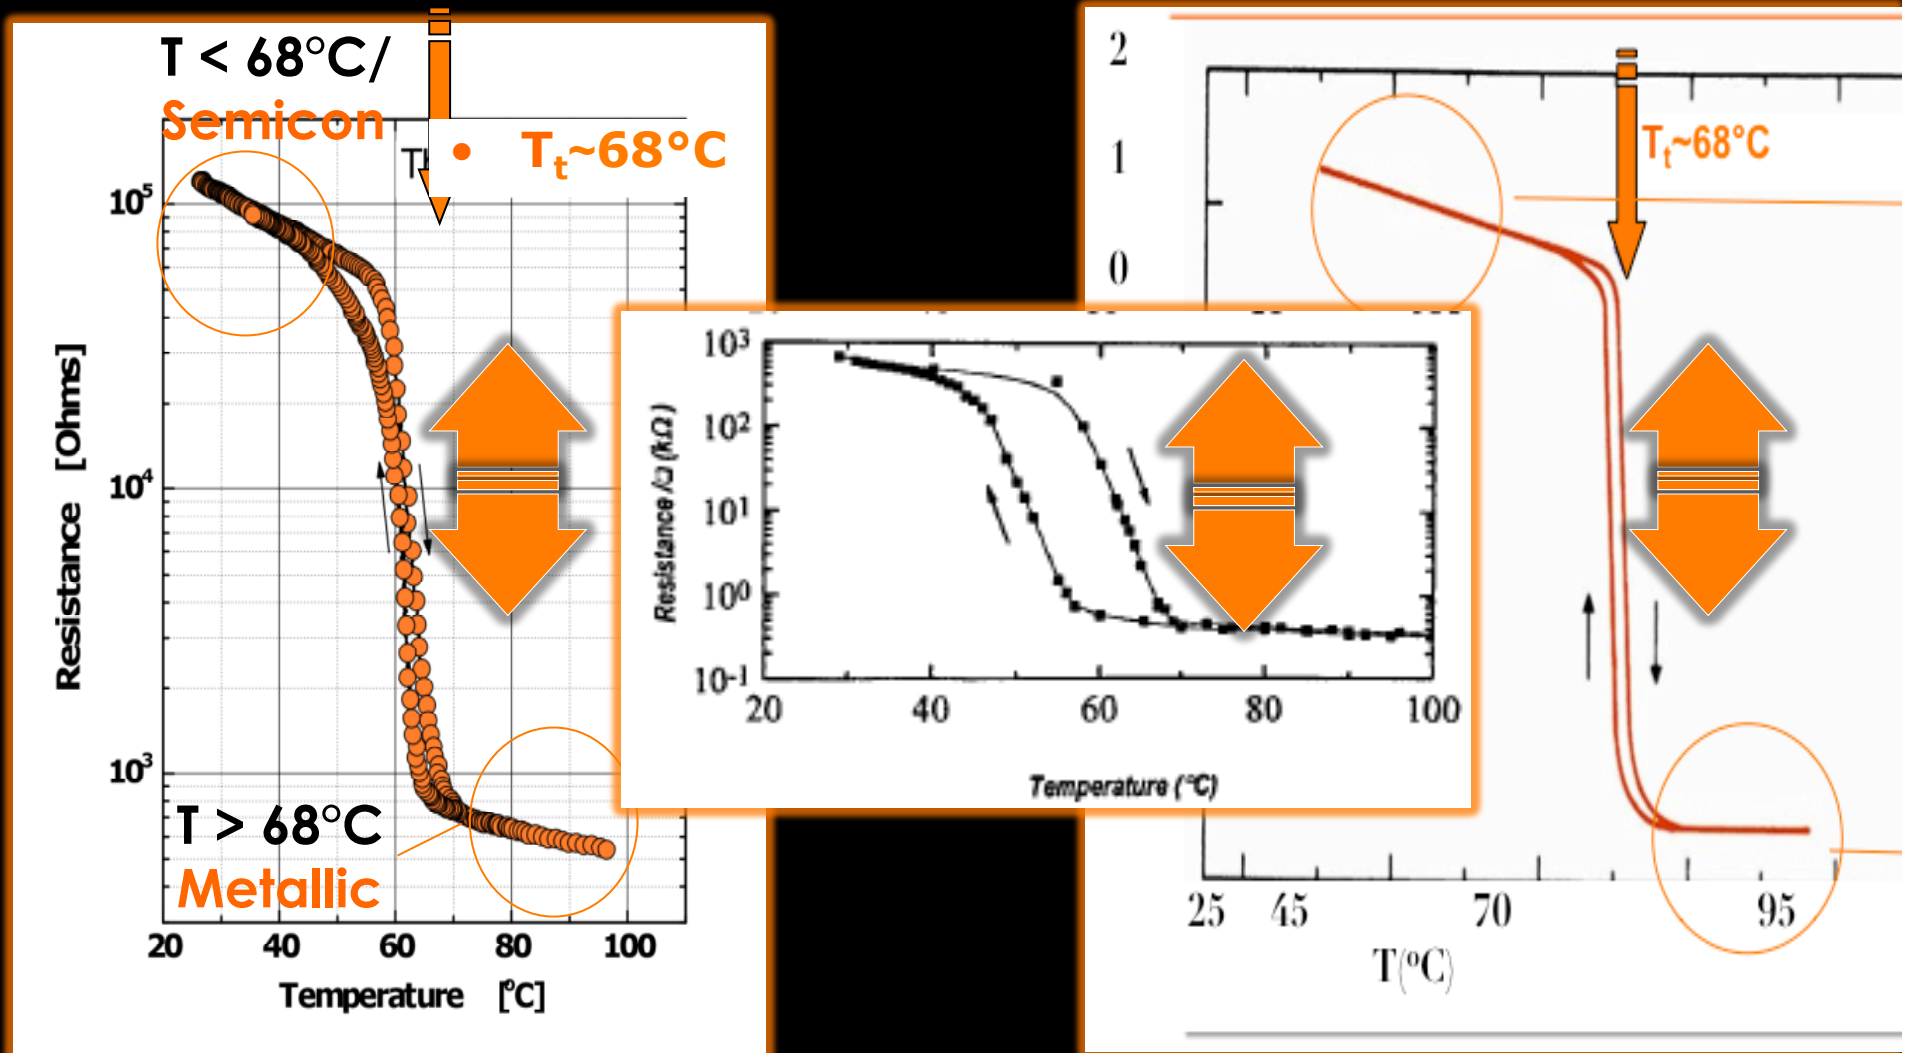 T < 68°C/
Semicon
• Tt~68°C
10⁵
10⁴
10³
Resistance [Ohms]
T > 68°C
Metallic
20 40 60 80 100
Temperature [°C]
10³
10²
10¹
10⁰
10⁻¹
Resistance /□ (kΩ)
20 40 60 80 100
Temperature (°C)
2
1
0
Tt~68°C
25 45 70 95
T(°C)